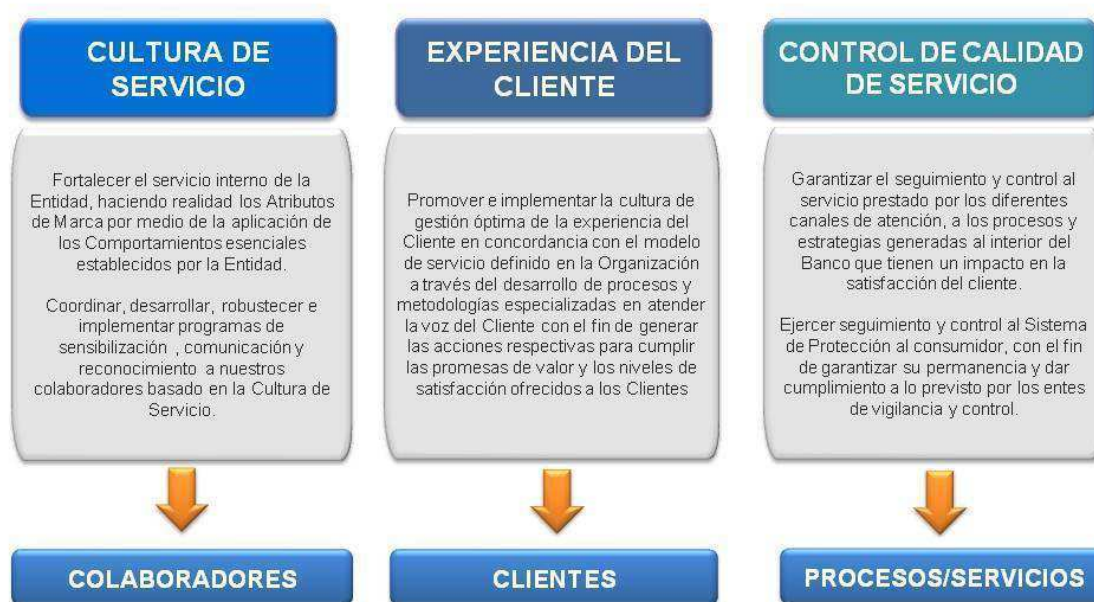 CULTURA DE
SERVICIO
Fortalecer el servicio interno de la
Entidad, haciendo realidad los Atributos
de Marca por medio de la aplicación de
los Comportamientos esenciales
establecidos por la Entidad.
Coordinar, desarrollar, robustecer e
implementar programas de
sensibilización , comunicación y
reconocimiento a nuestros
colaboradores basado en la Cultura de
Servicio.
COLABORADORES
EXPERIENCIA DEL
CLIENTE
Promover e implementar la cultura de
gestión óptima de la experiencia del
Cliente en concordancia con el modelo
de servicio definido en la Organización
a través del desarrollo de procesos y
metodologías especializadas en atender
la voz del Cliente con el fin de generar
las acciones respectivas para cumplir
las promesas de valor y los niveles de
satisfacción ofrecidos a los Clientes
CLIENTES
CONTROL DE CALIDAD
DE SERVICIO
Garantizar el seguimiento y control al
servicio prestado por los diferentes
canales de atención, a los procesos y
estrategias generadas al interior del
Banco que tienen un impacto en la
satisfacción del cliente.
Ejercer seguimiento y control al Sistema
de Protección al consumidor, con el fin
de garantizar su permanencia y dar
cumplimiento a lo previsto por los entes
de vigilancia y control.
PROCESOS/SERVICIOS